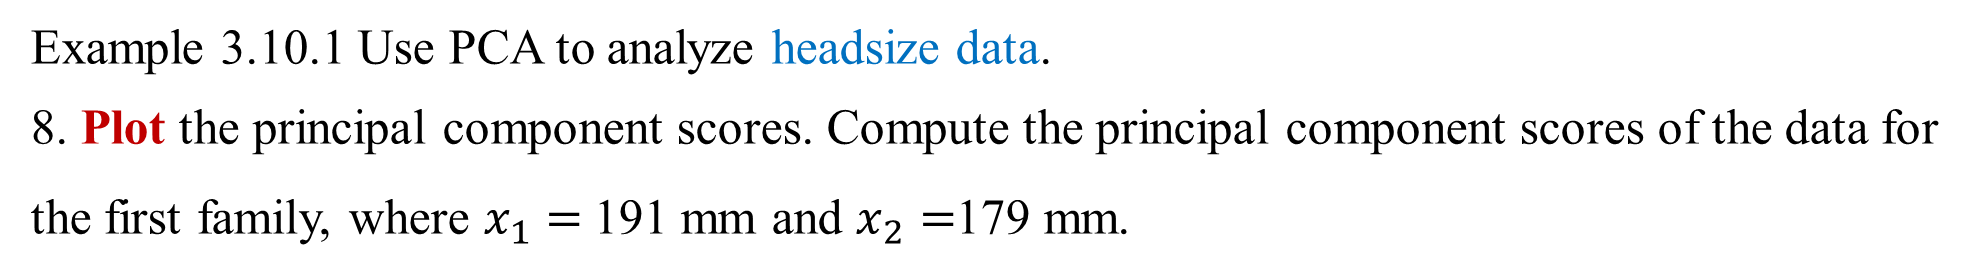 Example 3.10.1 Use PCA to analyze headsize data.
8. Plot the principal component scores. Compute the principal component scores of the data for
the first family, where x₁ = 191 mm and x₂ =179 mm.